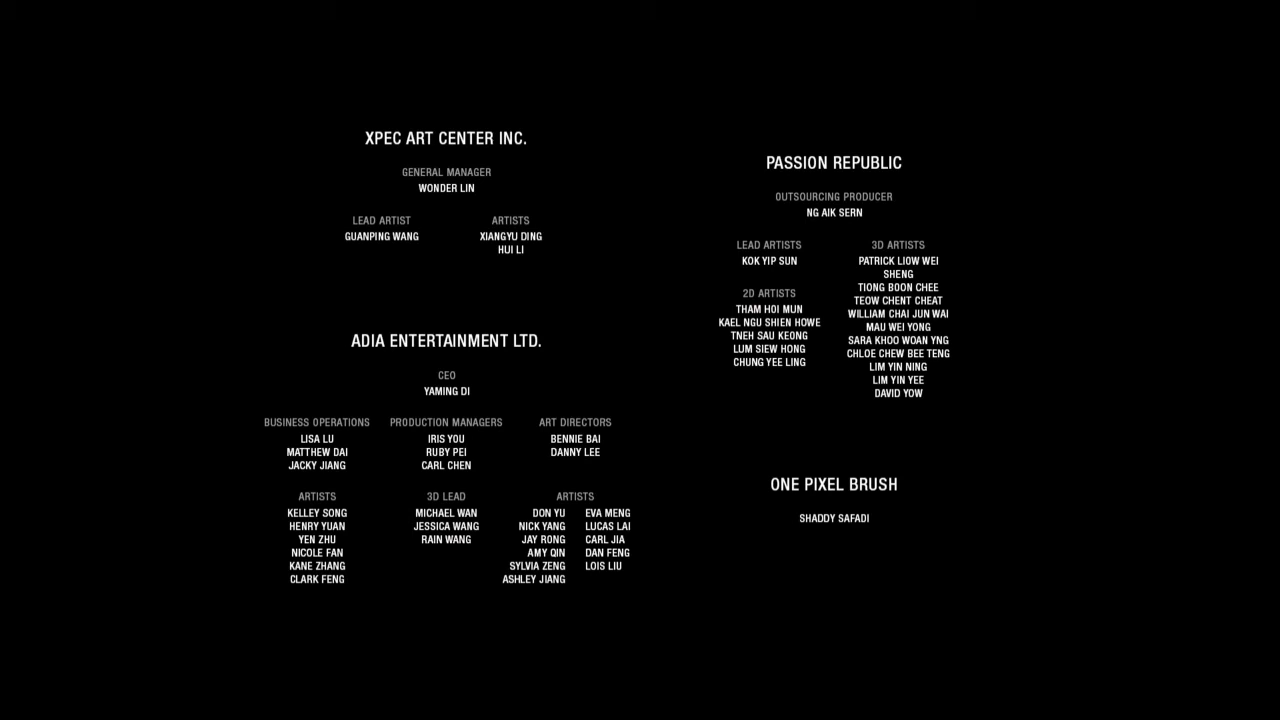 XPEC ART CENTER INC.
GENERAL MANAGER
WONDER LIN
LEAD ARTIST
GUANPING WANG
ARTISTS
XIANGYU DING
HUI LI
ADIA ENTERTAINMENT LTD.
CEO
YAMING DI
BUSINESS OPERATIONS
LISA LU
MATTHEW DAI
JACKY JIANG
PRODUCTION MANAGERS
IRIS YOU
RUBY PEI
CARL CHEN
ART DIRECTORS
BENNIE BAI
DANNY LEE
ARTISTS
KELLEY SONG
HENRY YUAN
YEN ZHU
NICOLE FAN
KANE ZHANG
CLARK FENG
3D LEAD
MICHAEL WAN
JESSICA WANG
RAIN WANG
ARTISTS
DON YU EVA MENG
NICK YANG LUCAS LAI
JAY RONG CARL JIA
AMY QIN DAN FENG
SYLVIA ZENG LOIS LIU
ASHLEY JIANG
PASSION REPUBLIC
OUTSOURCING PRODUCER
NG AIK SERN
LEAD ARTISTS
KOK YIP SUN
2D ARTISTS
THAM HOI MUN
KAEL NGU SHIEN HOWE
TNEH SAU KEONG
LUM SIEW HONG
CHUNG YEE LING
3D ARTISTS
PATRICK LIOW WEI
SHENG
TIONG BOON CHEE
TEOW CHENT CHEAT
WILLIAM CHAI JUN WAI
MAU WEI YONG
SARA KHOO WOAN YNG
CHLOE CHEW BEE TENG
LIM YIN NING
LIM YIN YEE
DAVID YOW
ONE PIXEL BRUSH
SHADDY SAFADI